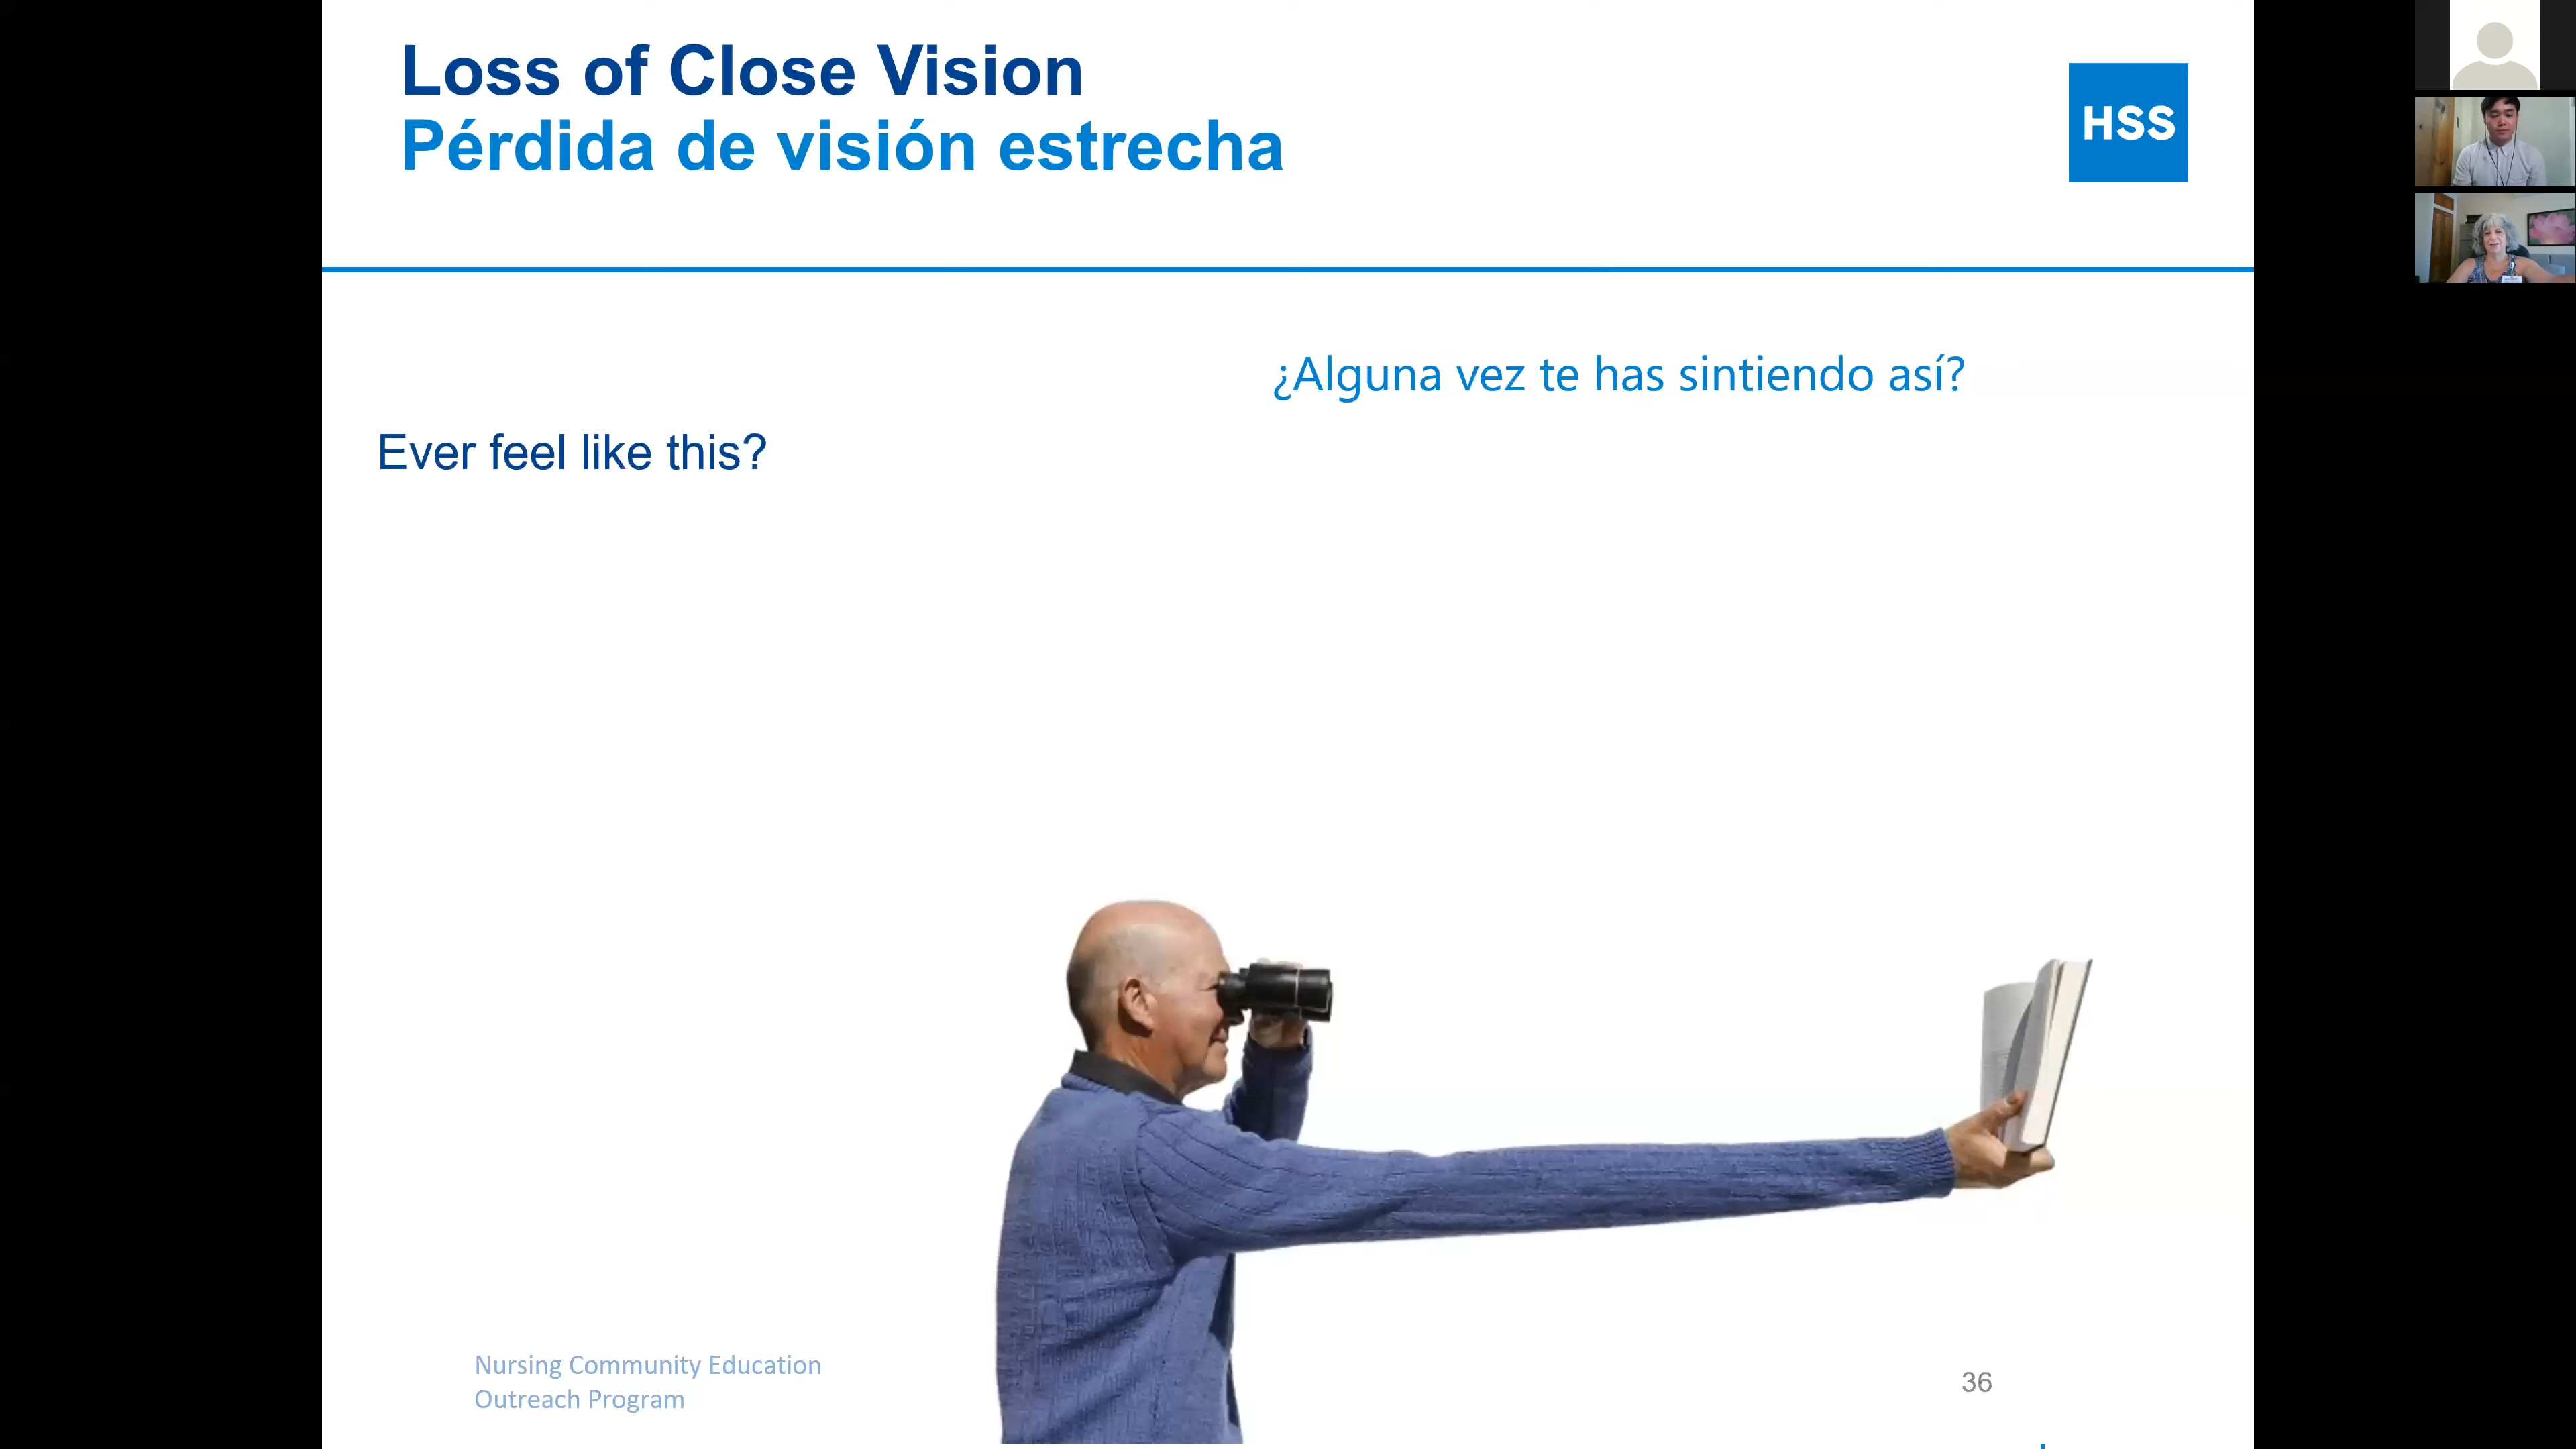 Loss of Close Vision
Pérdida de visión estrecha
HSS
¿Alguna vez te has sintiendo así?
Ever feel like this?
Nursing Community Education
Outreach Program
36